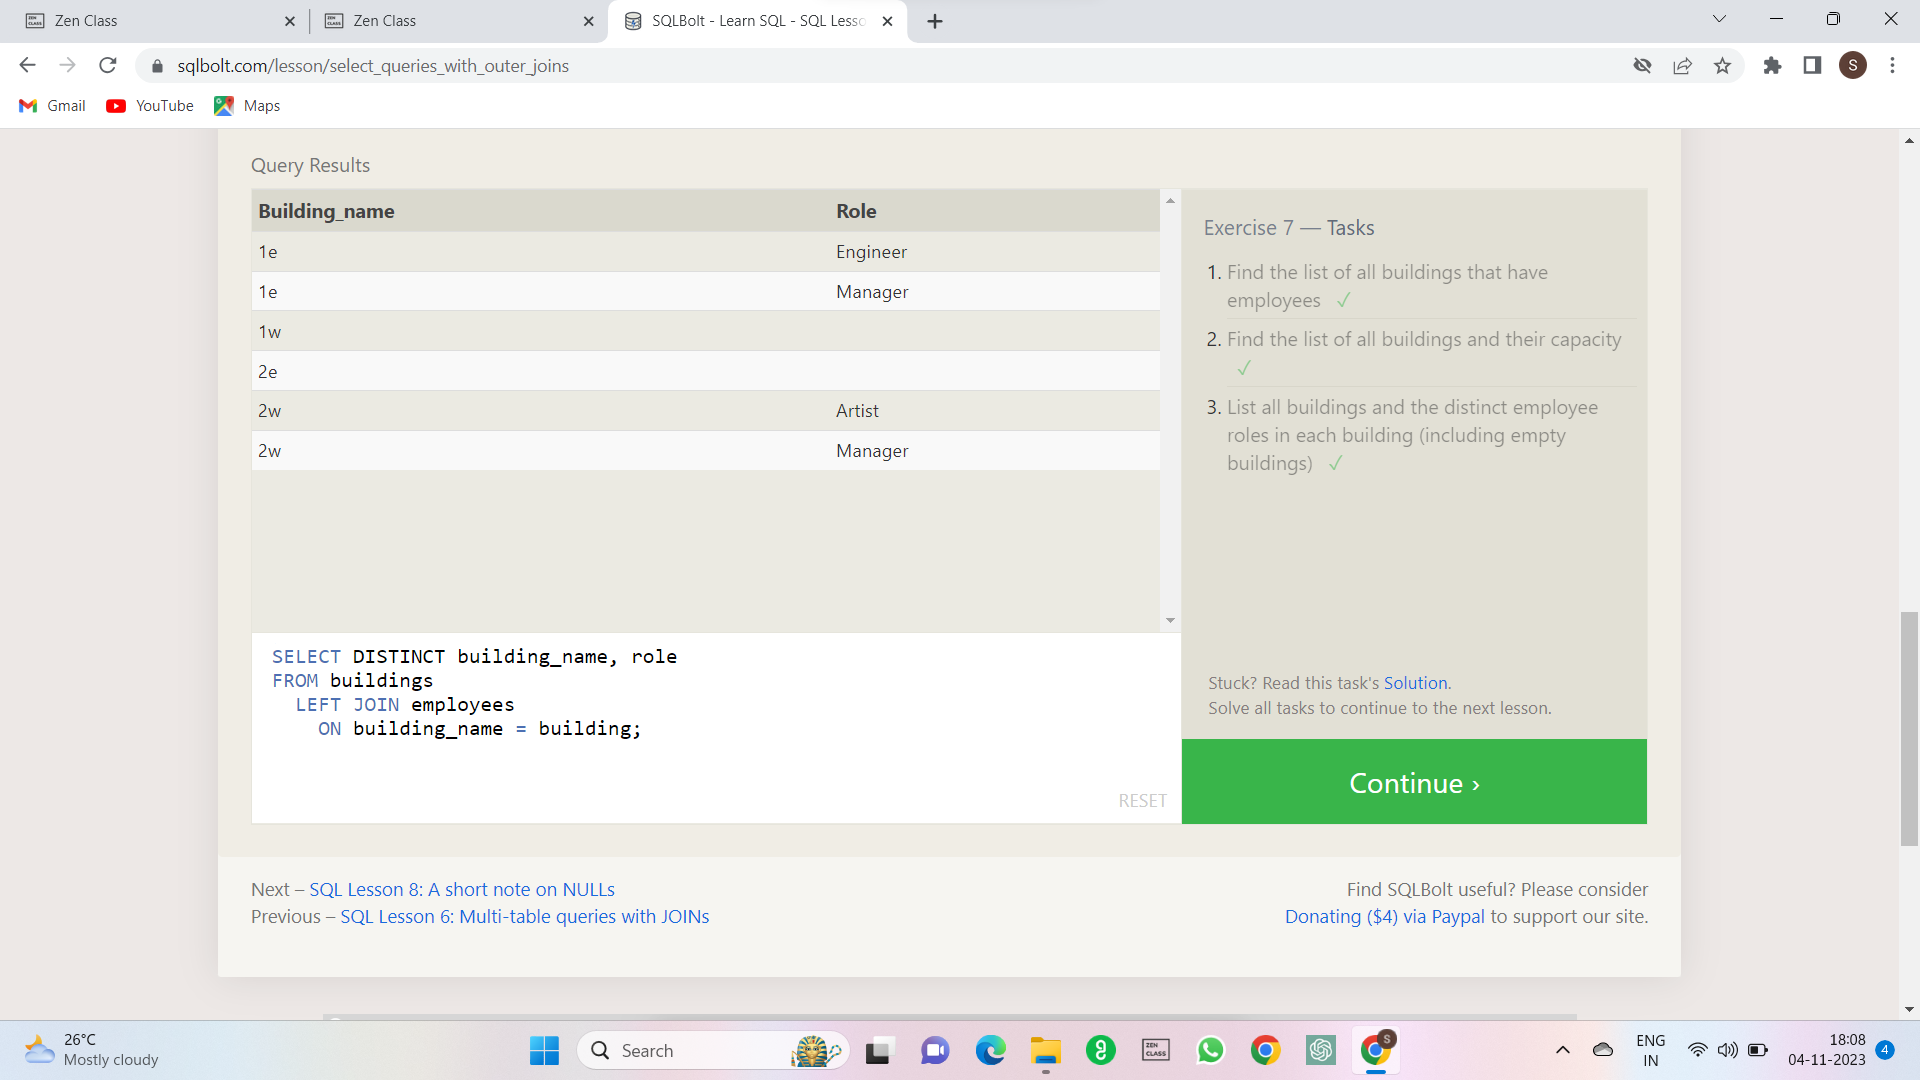 Zen Class
Zen Class
SQLBolt - Learn SQL - SQL Lesso
sqlbolt.com/lesson/select_queries_with_outer_joins
S
Gmail
YouTube
Maps
Query Results
Building_name Role
1e Engineer
1e Manager
1w
2e
2w Artist
2w Manager
SELECT DISTINCT building_name, role
FROM buildings
LEFT JOIN employees
ON building_name = building;
RESET
Exercise 7 — Tasks
1. Find the list of all buildings that have
employees ✓
2. Find the list of all buildings and their capacity
✓
3. List all buildings and the distinct employee
roles in each building (including empty
buildings) ✓
Stuck? Read this task's Solution.
Solve all tasks to continue to the next lesson.
Continue ›
Next – SQL Lesson 8: A short note on NULLs
Previous – SQL Lesson 6: Multi-table queries with JOINs
Find SQLBolt useful? Please consider
Donating ($4) via Paypal to support our site.
26°C
Mostly cloudy
Search
ZEN
CLASS
S
ENG
IN
18:08
04-11-2023
4